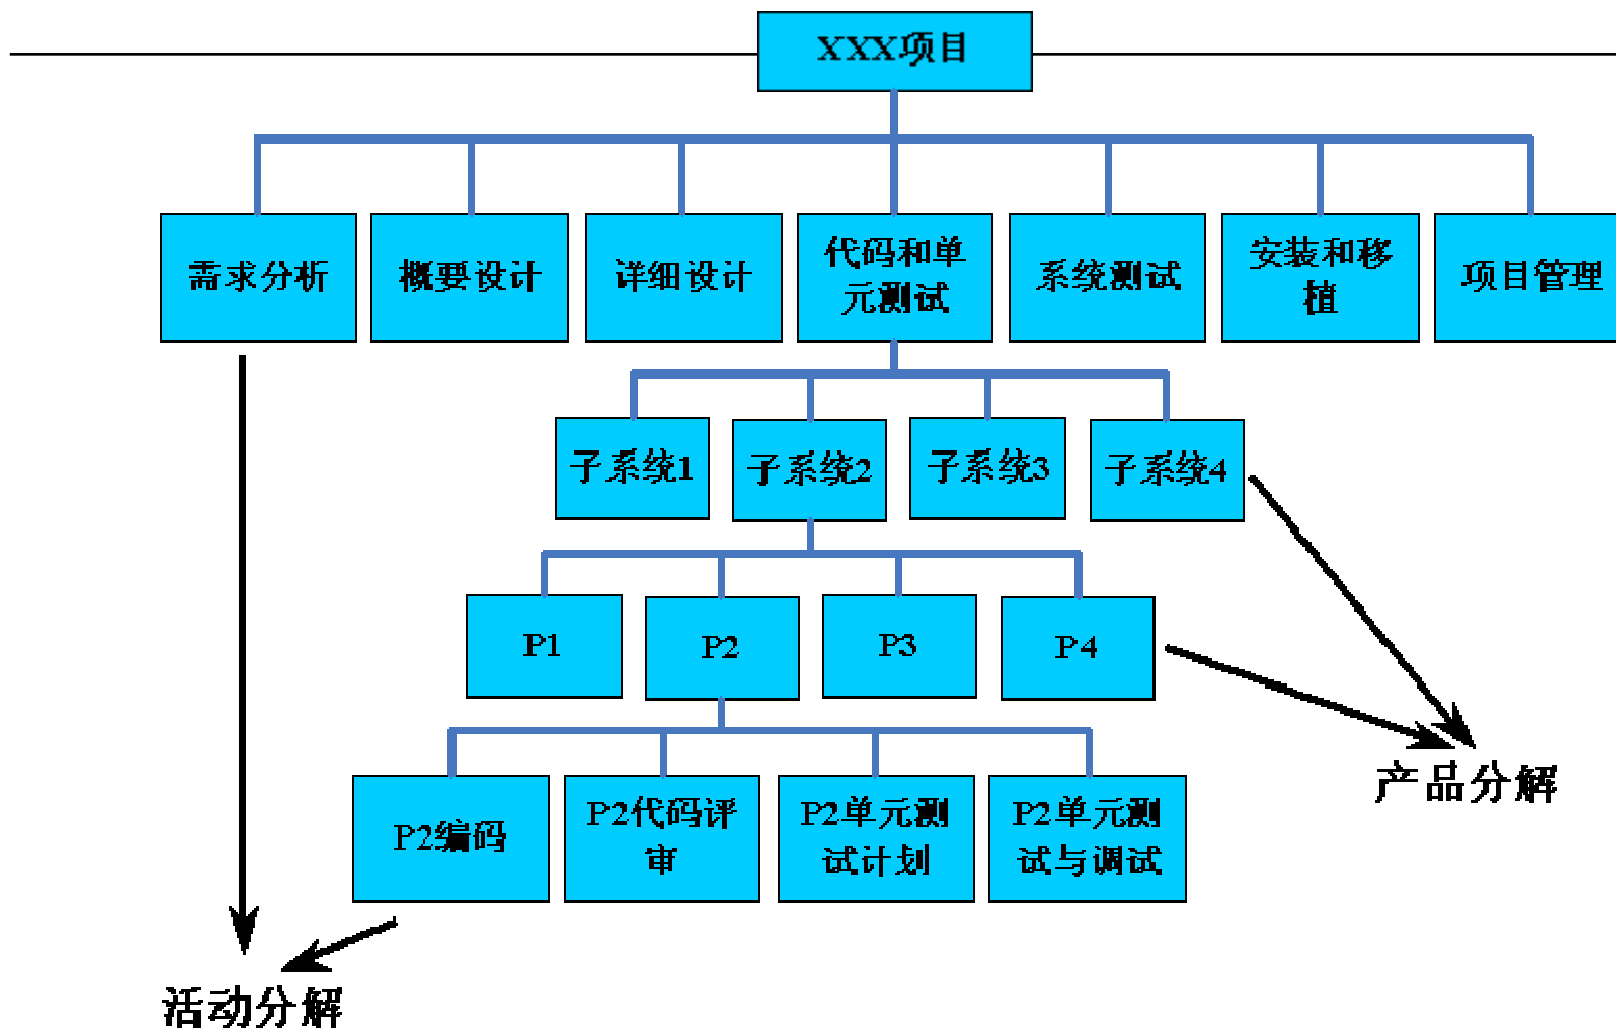 XXX项目
需求分析
概要设计
详细设计
代码和单
元测试
系统测试
安装和移
植
项目管理
子系统1
子系统2
子系统3
子系统4
P1
P2
P3
P4
P2编码
P2代码评
审
P2单元测
试计划
P2单元测
试与调试
产品分解
活动分解